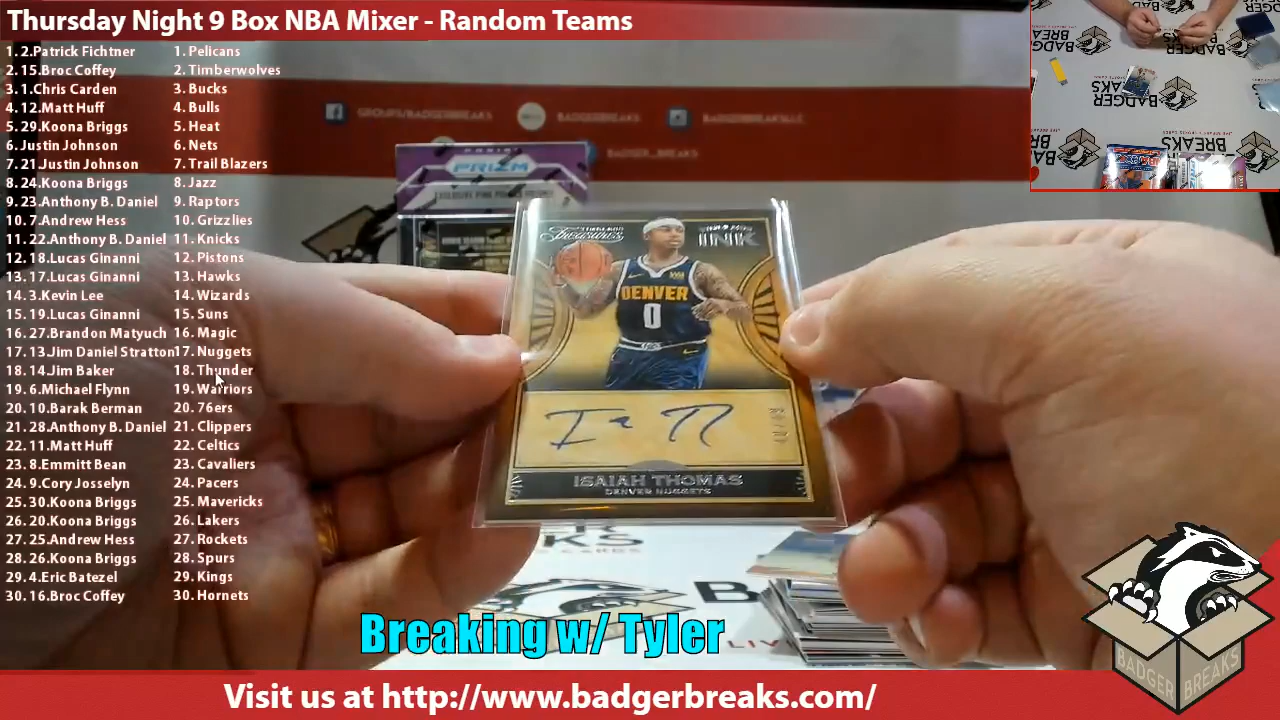 Thursday Night 9 Box NBA Mixer - Random Teams
1. 2.Patrick Fichtner 1. Pelicans
2. 15.Broc Coffey 2. Timberwolves
3. 1.Chris Carden 3. Bucks
4. 12.Matt Huff 4. Bulls
5. 29.Koona Briggs 5. Heat
6. Justin Johnson 6. Nets
7. 21.Justin Johnson 7. Trail Blazers
8. 24.Koona Briggs 8. Jazz
9. 23.Anthony B. Daniel 9. Raptors
10. 7.Andrew Hess 10. Grizzlies
11. 22.Anthony B. Daniel 11. Knicks
12. 18.Lucas Ginanni 12. Pistons
13. 17.Lucas Ginanni 13. Hawks
14. 3.Kevin Lee 14. Wizards
15. 19.Lucas Ginanni 15. Suns
16. 27.Brandon Matyuch 16. Magic
17. 13.Jim Daniel Stratton 17. Nuggets
18. 14.Jim Baker 18. Thunder
19. 6.Michael Flynn 19. Warriors
20. 10.Barak Berman 20. 76ers
21. 28.Anthony B. Daniel 21. Clippers
22. 11.Matt Huff 22. Celtics
23. 8.Emmitt Bean 23. Cavaliers
24. 9.Cory Josselyn 24. Pacers
25. 30.Koona Briggs 25. Mavericks
26. 20.Koona Briggs 26. Lakers
27. 25.Andrew Hess 27. Rockets
28. 26.Koona Briggs 28. Spurs
29. 4.Eric Batezel 29. Kings
30. 16.Broc Coffey 30. Hornets
GROUPS/BADGERBREAKS
BADGERBREAKS
BADGERBREAKSLLC
BADGER_BREAKS
PANINI
PRIZM
INK
DENVER
0
ISAIAH THOMAS
DENVER NUGGETS
BADGER
BREAKS
Breaking w/ Tyler
BADGER BREAKS
Visit us at http://www.badgerbreaks.com/